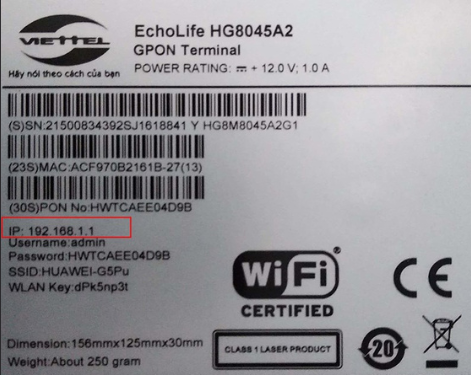 VIETTEL
Hãy nói theo cách của bạn
EchoLife HG8045A2
GPON Terminal
POWER RATING: ⎓ + 12.0 V; 1.0 A
(S)SN:21500834392SJ1618841 Y HG8M8045A2G1
(23S)MAC:ACF970B2161B-27(13)
(30S)PON No:HWTCAEE04D9B
IP: 192.168.1.1
Username:admin
Password:HWTCAEE04D9B
SSID:HUAWEI-G5Pu
WLAN Key:dPk5np3t
Wi Fi
CERTIFIED
CE
Dimension:156mmx125mmx30mm
Weight:About 250 gram
CLASS 1 LASER PRODUCT
20